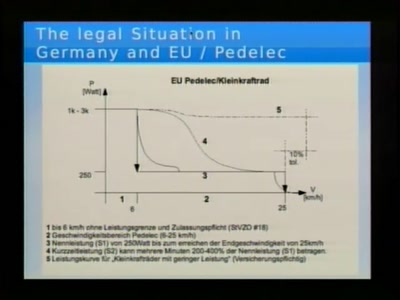 The legal Situation in
Germany and EU / Pedelec
EU Pedelec/Kleinkraftrad
P
[Watt]
1k - 3k
5
4
10%
tol.
3
250
1
2
V
[km/h]
6
25
1 bis 6 km/h ohne Leistungsgrenze und Zulassungspflicht (StVZO #18)
2 Geschwindigkeitsbereich Pedelec (6-25 km/h)
3 Nennleistung (S1) von 250Watt bis zum erreichen der Endgeschwindigkeit von 25km/h
4 Kurzzeitleistung (S2) kann mehrere Minuten 200-400% der Nennleistung (S1) betragen.
5 Leistungskurve für „Kleinkrafträder mit geringer Leistung" (Versicherungspflichtig)